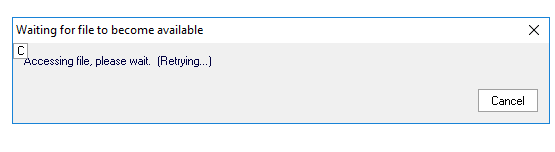 Waiting for file to become available
C
Accessing file, please wait.  (Retrying...)
Cancel